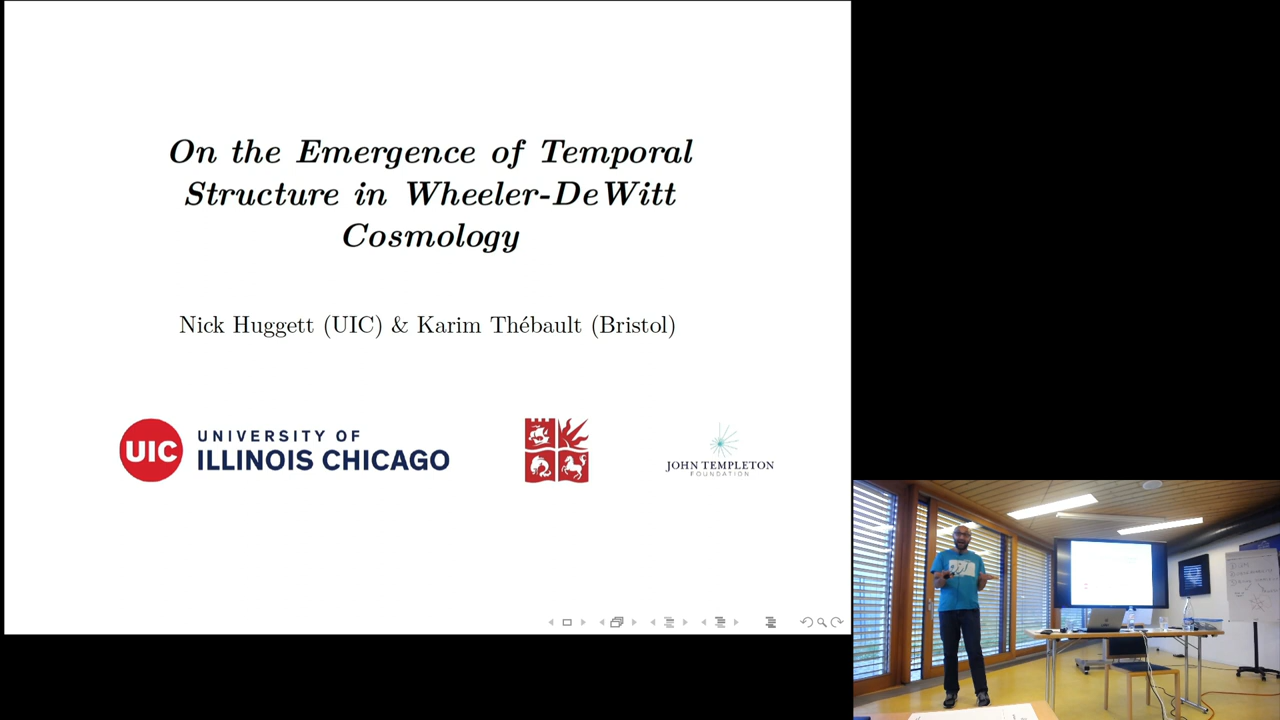 On the Emergence of Temporal
Structure in Wheeler-DeWitt
Cosmology
Nick Huggett (UIC) & Karim Thébault (Bristol)
UIC
UNIVERSITY OF
ILLINOIS CHICAGO
JOHN TEMPLETON
FOUNDATION